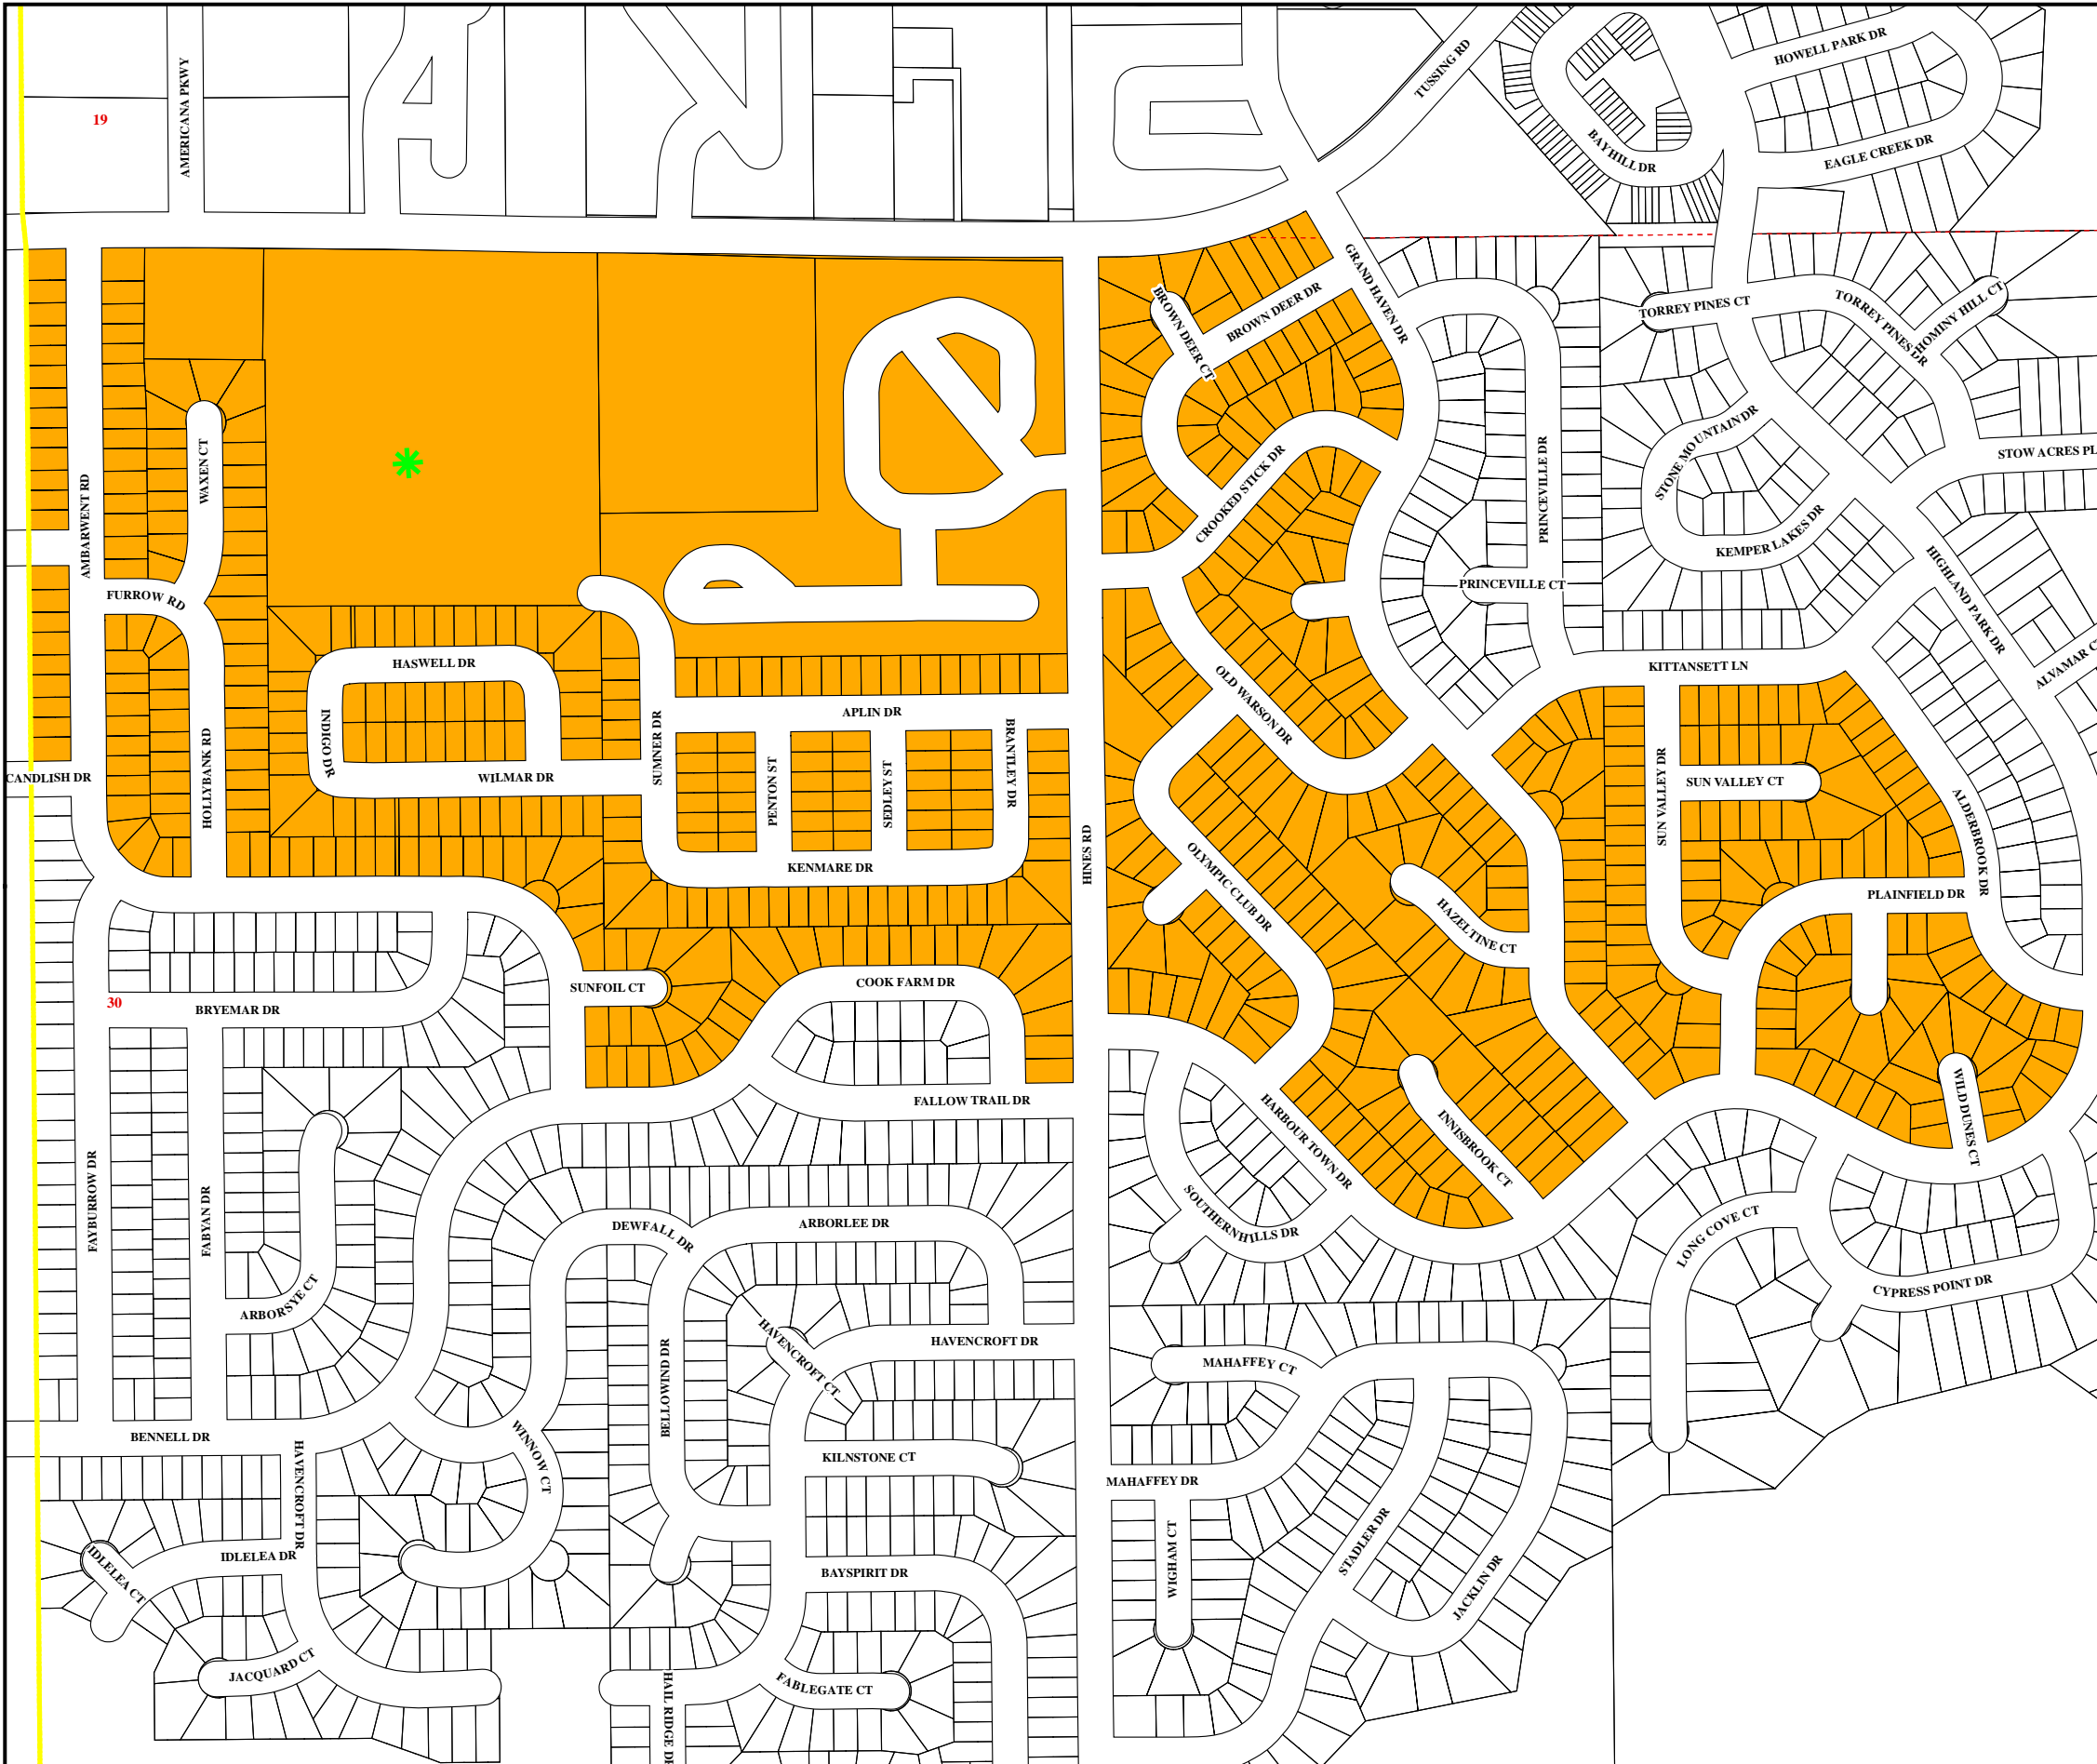 HOWELL PARK DR
TUSSING RD
AMERICANA PKWY
19
BAYHILL DR
EAGLE CREEK DR
GRAND HAVEN DR
BROWN DEER CT
BROWN DEER DR
TORREY PINES CT
TORREY PINES DR
HOMINY HILL CT
STONE MOUNTAIN DR
STOW ACRES PL
WAXEN CT
AMBARWENT RD
CROOKED STICK DR
PRINCEVILLE DR
KEMPER LAKES DR
HIGHLAND PARK DR
FURROW RD
PRINCEVILLE CT
HASWELL DR
KITTANSETT LN
ALVAMAR C
OLD WARSON DR
APLIN DR
INDIGO DR
SUMNER DR
BRANTLEY DR
CANDLISH DR
HOLLYBANK RD
WILMAR DR
PENTON ST
SEDLEY ST
SUN VALLEY DR
SUN VALLEY CT
ALDERBROOK DR
KENMARE DR
HINES RD
OLYMPIC CLUB DR
PLAINFIELD DR
HAZELTINE CT
SUNFOIL CT
COOK FARM DR
30
BRYEMAR DR
FALLOW TRAIL DR
WILD DUNES CT
HARBOUR TOWN DR
INNISBROOK CT
FAYBURROW DR
FABYAN DR
SOUTHERNHILLS DR
DEWFALL DR
ARBORLEE DR
LONG COVE CT
CYPRESS POINT DR
ARBORSYE CT
HAVENCROFT CT
HAVENCROFT DR
BELLOWIND DR
MAHAFFEY CT
BENNELL DR
HAVENCROFT DR
WINNOW CT
KILNSTONE CT
MAHAFFEY DR
IDLELEA CT
IDLELEA DR
BAYSPIRIT DR
WIGHAM CT
STADLER DR
JACKLIN DR
JACQUARD CT
FABLEGATE CT
HAIL RIDGE DR